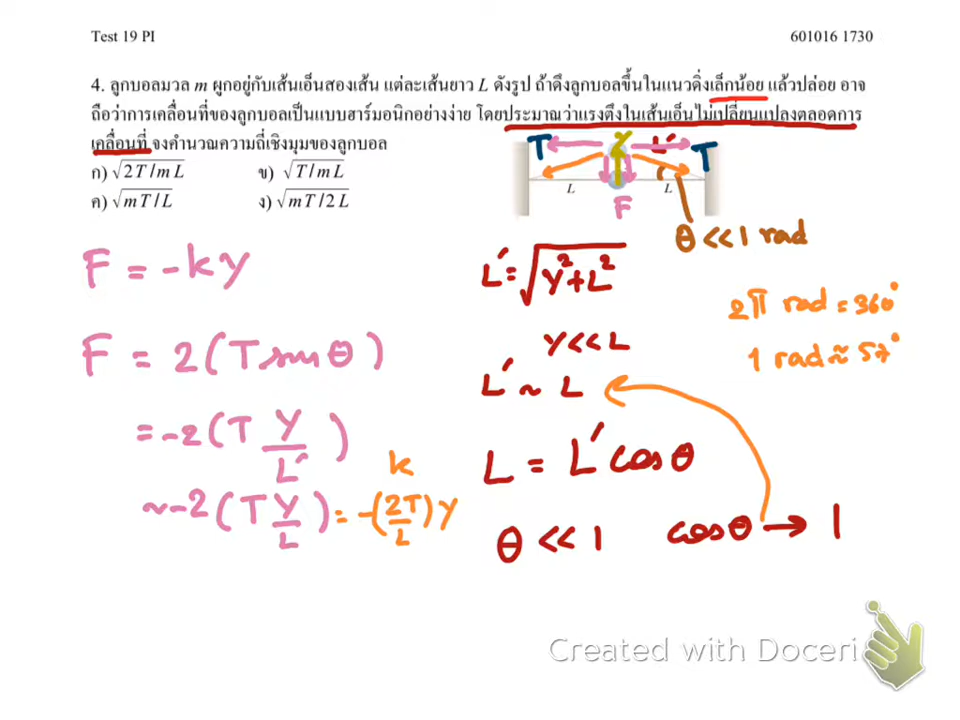 Test 19 PI
601016 1730
4. ลูกบอลมวล m ผูกอยู่กับเส้นเอ็นสองเส้น แต่ละเส้นยาว L ดังรูป ถ้าดึงลูกบอลขึ้นในแนวดิ่งเล็กน้อย แล้วปล่อย อาจ
ถือว่าการเคลื่อนที่ของลูกบอลเป็นแบบฮาร์มอนิกอย่างง่าย โดยประมาณว่าแรงตึงในเส้นเอ็นไม่เปลี่ยนแปลงตลอดการ
เคลื่อนที่ จงคำนวณความถี่เชิงมุมของลูกบอล
ก) √2T/mL
ข) √T/mL
ค) √mT/L
ง) √mT/2L
T
Y
L'
T
L
L
F
θ << 1 rad
F = -ky
L' = √Y²+L²
2π rad = 360°
Y << L
1 rad ≈ 57°
F = 2(T sin θ)
L' ~ L
= -2(T Y/L')
L = L' cos θ
k
~ -2(T Y/L) = -(2T/L) Y
θ << 1
cos θ → 1
Created with Doceri